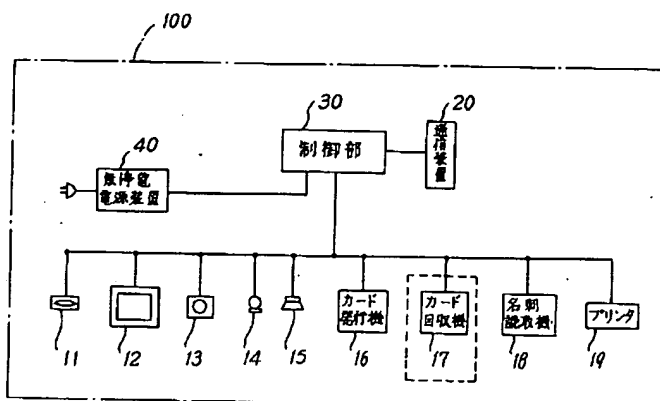 100
30
20
40
制御部
通信装置
無停電
電源装置
カード
発行機
カード
回収機
名刺
読取機
プリンタ
11
12
13
14
15
16
17
18
19